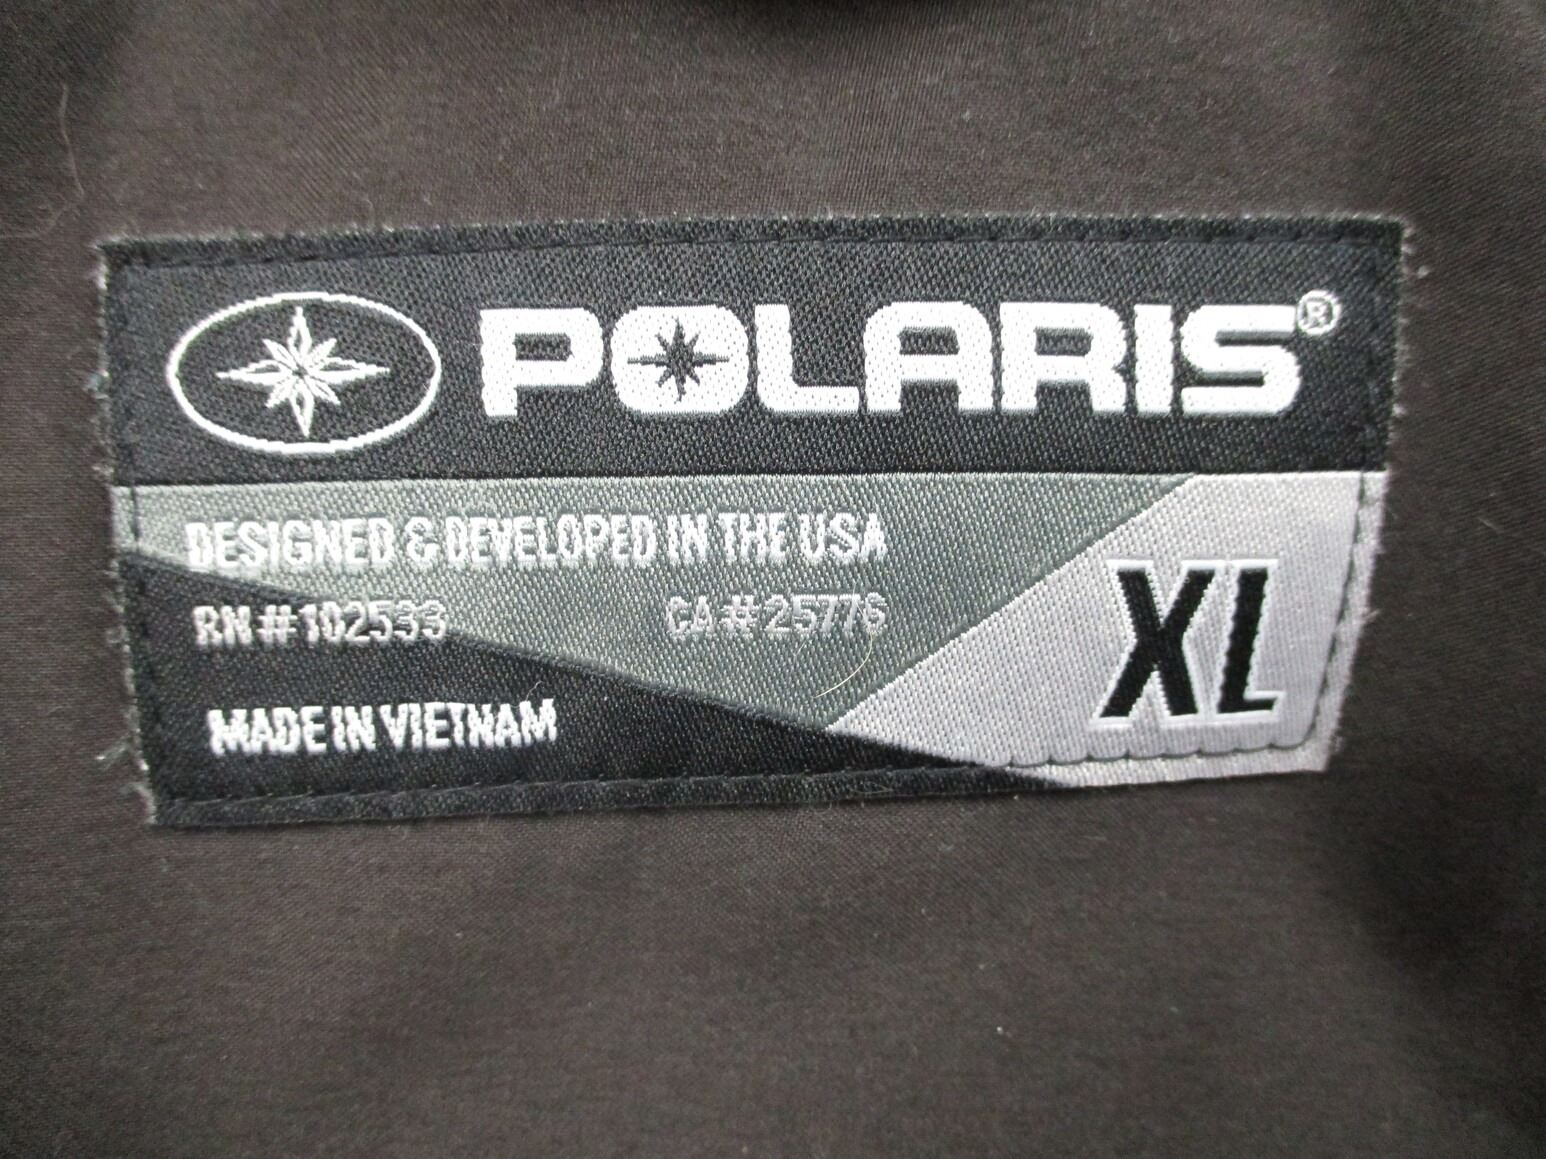 POLARIS®
DESIGNED & DEVELOPED IN THE USA
RN#102533 CA#25776
XL
MADE IN VIETNAM